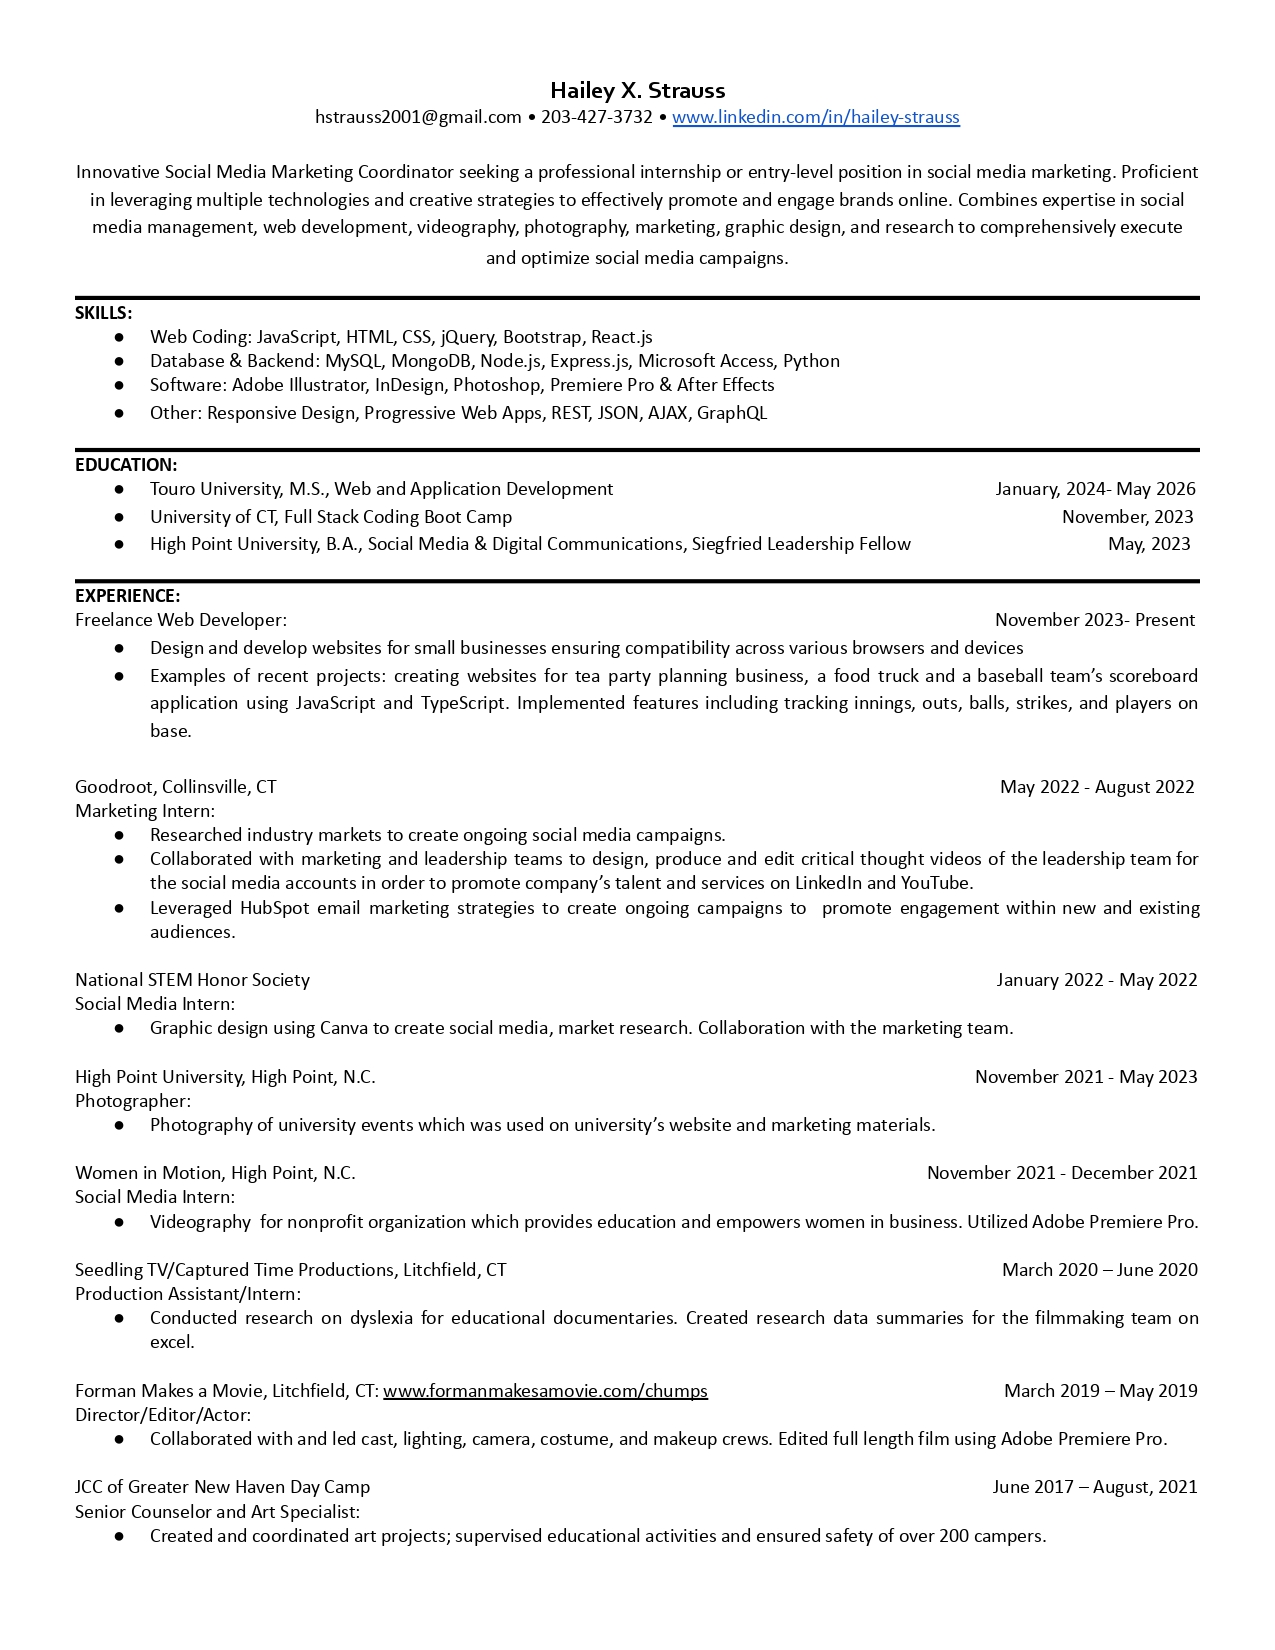 Hailey X. Strauss
hstrauss2001@gmail.com • 203-427-3732 • www.linkedin.com/in/hailey-strauss
Innovative Social Media Marketing Coordinator seeking a professional internship or entry-level position in social media marketing. Proficient
in leveraging multiple technologies and creative strategies to effectively promote and engage brands online. Combines expertise in social
media management, web development, videography, photography, marketing, graphic design, and research to comprehensively execute
and optimize social media campaigns.
SKILLS:
● Web Coding: JavaScript, HTML, CSS, jQuery, Bootstrap, React.js
● Database & Backend: MySQL, MongoDB, Node.js, Express.js, Microsoft Access, Python
● Software: Adobe Illustrator, InDesign, Photoshop, Premiere Pro & After Effects
● Other: Responsive Design, Progressive Web Apps, REST, JSON, AJAX, GraphQL
EDUCATION:
● Touro University, M.S., Web and Application Development January, 2024- May 2026
● University of CT, Full Stack Coding Boot Camp November, 2023
● High Point University, B.A., Social Media & Digital Communications, Siegfried Leadership Fellow May, 2023
EXPERIENCE:
Freelance Web Developer: November 2023- Present
● Design and develop websites for small businesses ensuring compatibility across various browsers and devices
● Examples of recent projects: creating websites for tea party planning business, a food truck and a baseball team’s scoreboard
application using JavaScript and TypeScript. Implemented features including tracking innings, outs, balls, strikes, and players on
base.
Goodroot, Collinsville, CT May 2022 - August 2022
Marketing Intern:
● Researched industry markets to create ongoing social media campaigns.
● Collaborated with marketing and leadership teams to design, produce and edit critical thought videos of the leadership team for
the social media accounts in order to promote company’s talent and services on LinkedIn and YouTube.
● Leveraged HubSpot email marketing strategies to create ongoing campaigns to promote engagement within new and existing
audiences.
National STEM Honor Society January 2022 - May 2022
Social Media Intern:
● Graphic design using Canva to create social media, market research. Collaboration with the marketing team.
High Point University, High Point, N.C. November 2021 - May 2023
Photographer:
● Photography of university events which was used on university’s website and marketing materials.
Women in Motion, High Point, N.C. November 2021 - December 2021
Social Media Intern:
● Videography for nonprofit organization which provides education and empowers women in business. Utilized Adobe Premiere Pro.
Seedling TV/Captured Time Productions, Litchfield, CT March 2020 – June 2020
Production Assistant/Intern:
● Conducted research on dyslexia for educational documentaries. Created research data summaries for the filmmaking team on
excel.
Forman Makes a Movie, Litchfield, CT: www.formanmakesamovie.com/chumps March 2019 – May 2019
Director/Editor/Actor:
● Collaborated with and led cast, lighting, camera, costume, and makeup crews. Edited full length film using Adobe Premiere Pro.
JCC of Greater New Haven Day Camp June 2017 – August, 2021
Senior Counselor and Art Specialist:
● Created and coordinated art projects; supervised educational activities and ensured safety of over 200 campers.